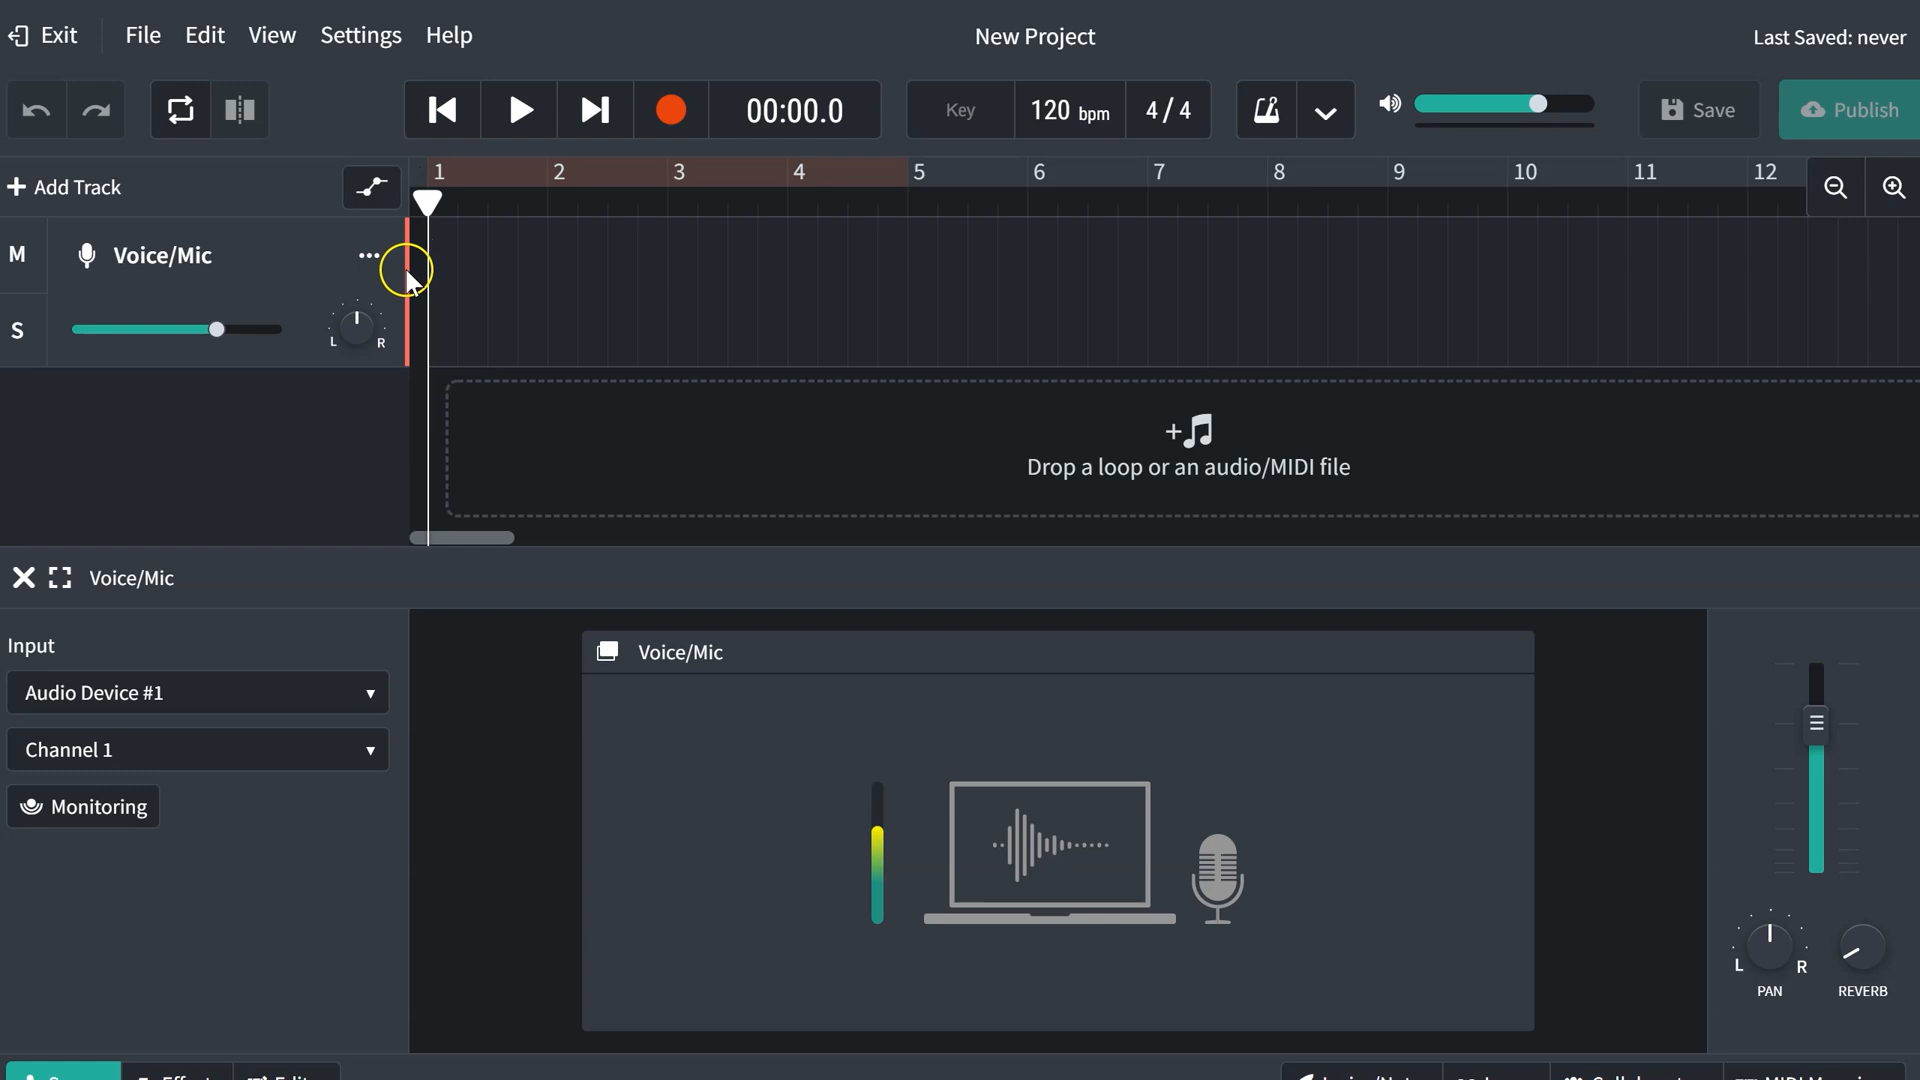 Exit File Edit View Settings Help New Project Last Saved: never
00:00.0 Key 120 bpm 4 / 4 Save Publish
Add Track 1 2 3 4 5 6 7 8 9 10 11 12
M Voice/Mic
S L R
Drop a loop or an audio/MIDI file
Voice/Mic
Input
Voice/Mic
Audio Device #1
Channel 1
Monitoring
L R
PAN REVERB